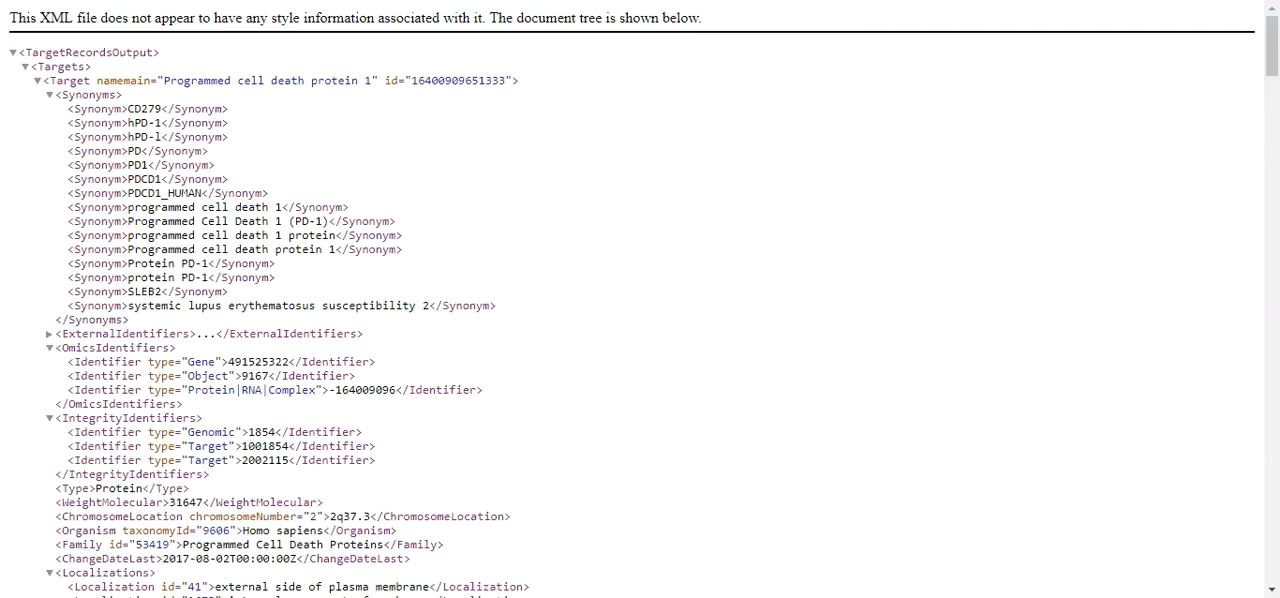 This XML file does not appear to have any style information associated with it. The document tree is shown below.
▼<TargetRecordsOutput>
▼<Targets>
▼<Target namemain="Programmed cell death protein 1" id="16400909651333">
▼<Synonyms>
<Synonym>CD279</Synonym>
<Synonym>hPD-1</Synonym>
<Synonym>hPD-l</Synonym>
<Synonym>PD</Synonym>
<Synonym>PD1</Synonym>
<Synonym>PDCD1</Synonym>
<Synonym>PDCD1_HUMAN</Synonym>
<Synonym>programmed cell death 1</Synonym>
<Synonym>Programmed Cell Death 1 (PD-1)</Synonym>
<Synonym>programmed cell death 1 protein</Synonym>
<Synonym>Programmed cell death protein 1</Synonym>
<Synonym>Protein PD-1</Synonym>
<Synonym>protein PD-1</Synonym>
<Synonym>SLEB2</Synonym>
<Synonym>systemic lupus erythematosus susceptibility 2</Synonym>
</Synonyms>
▶<ExternalIdentifiers>...</ExternalIdentifiers>
▼<OmicsIdentifiers>
<Identifier type="Gene">491525322</Identifier>
<Identifier type="Object">9167</Identifier>
<Identifier type="Protein|RNA|Complex">-164009096</Identifier>
</OmicsIdentifiers>
▼<IntegrityIdentifiers>
<Identifier type="Genomic">1854</Identifier>
<Identifier type="Target">1001854</Identifier>
<Identifier type="Target">2002115</Identifier>
</IntegrityIdentifiers>
<Type>Protein</Type>
<WeightMolecular>31647</WeightMolecular>
<ChromosomeLocation chromosomeNumber="2">2q37.3</ChromosomeLocation>
<Organism taxonomyId="9606">Homo sapiens</Organism>
<Family id="53419">Programmed Cell Death Proteins</Family>
<ChangeDateLast>2017-08-02T00:00:00Z</ChangeDateLast>
▼<Localizations>
<Localization id="41">external side of plasma membrane</Localization>